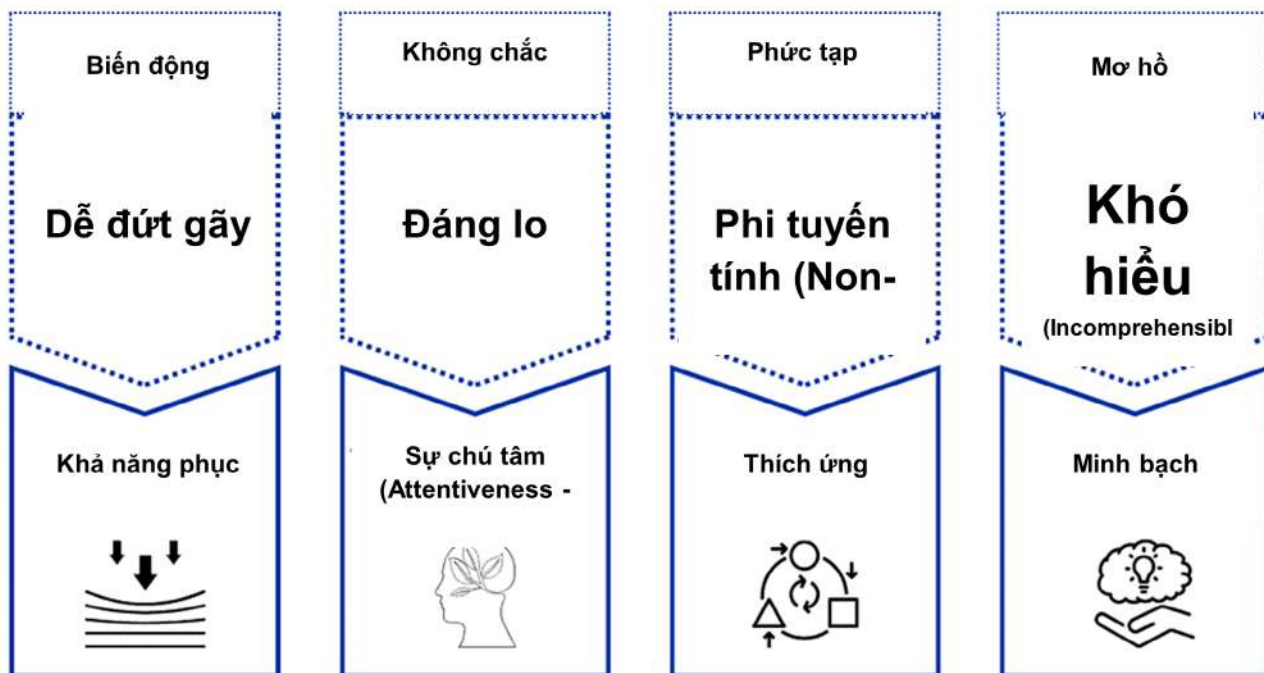 Biến động
Không chắc
Phức tạp
Mơ hồ
Dễ đứt gãy
Đáng lo
Phi tuyến
tính (Non-
Khó
hiểu
(Incomprehensibl
Khả năng phục
Sự chú tâm
(Attentiveness -
Thích ứng
Minh bạch